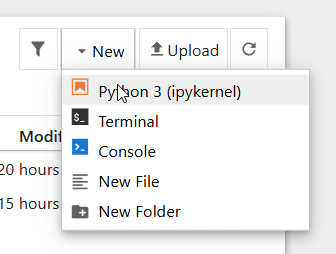 New Upload
Python 3 (ipykernel)
Terminal
Modif
Console
20 hours
New File
15 hours
New Folder